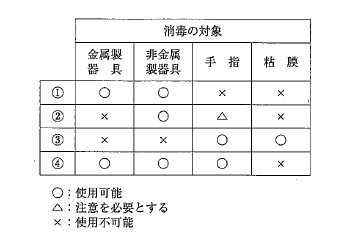 消毒の対象
金属製器具 非金属製器具 手指 粘膜
① ○ ○ × ×
② × ○ △ ×
③ × × ○ ○
④ ○ ○ ○ ×
○：使用可能
△：注意を必要とする
×：使用不可能